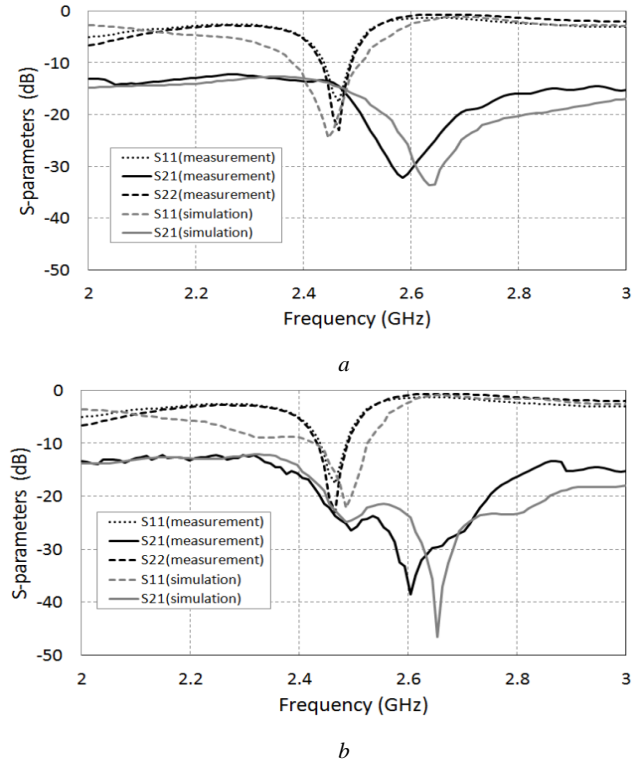 0
-10
-20
-30
-40
-50
S-parameters (dB)
S11(measurement)
S21(measurement)
S22(measurement)
S11(simulation)
S21(simulation)
2 2.2 2.4 2.6 2.8 3
Frequency (GHz)
a
0
-10
-20
-30
-40
-50
S-parameters (dB)
S11(measurement)
S21(measurement)
S22(measurement)
S11(simulation)
S21(simulation)
2 2.2 2.4 2.6 2.8 3
Frequency (GHz)
b